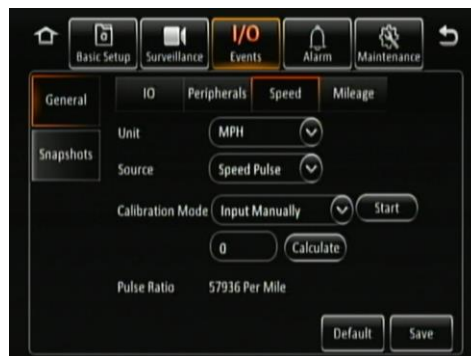 I/O
Basic Setup Surveillance Events Alarm Maintenance
General IO Peripherals Speed Mileage
Unit MPH
Snapshots
Source Speed Pulse
Calibration Mode Input Manually Start
0 Calculate
Pulse Ratio 57936 Per Mile
Default Save